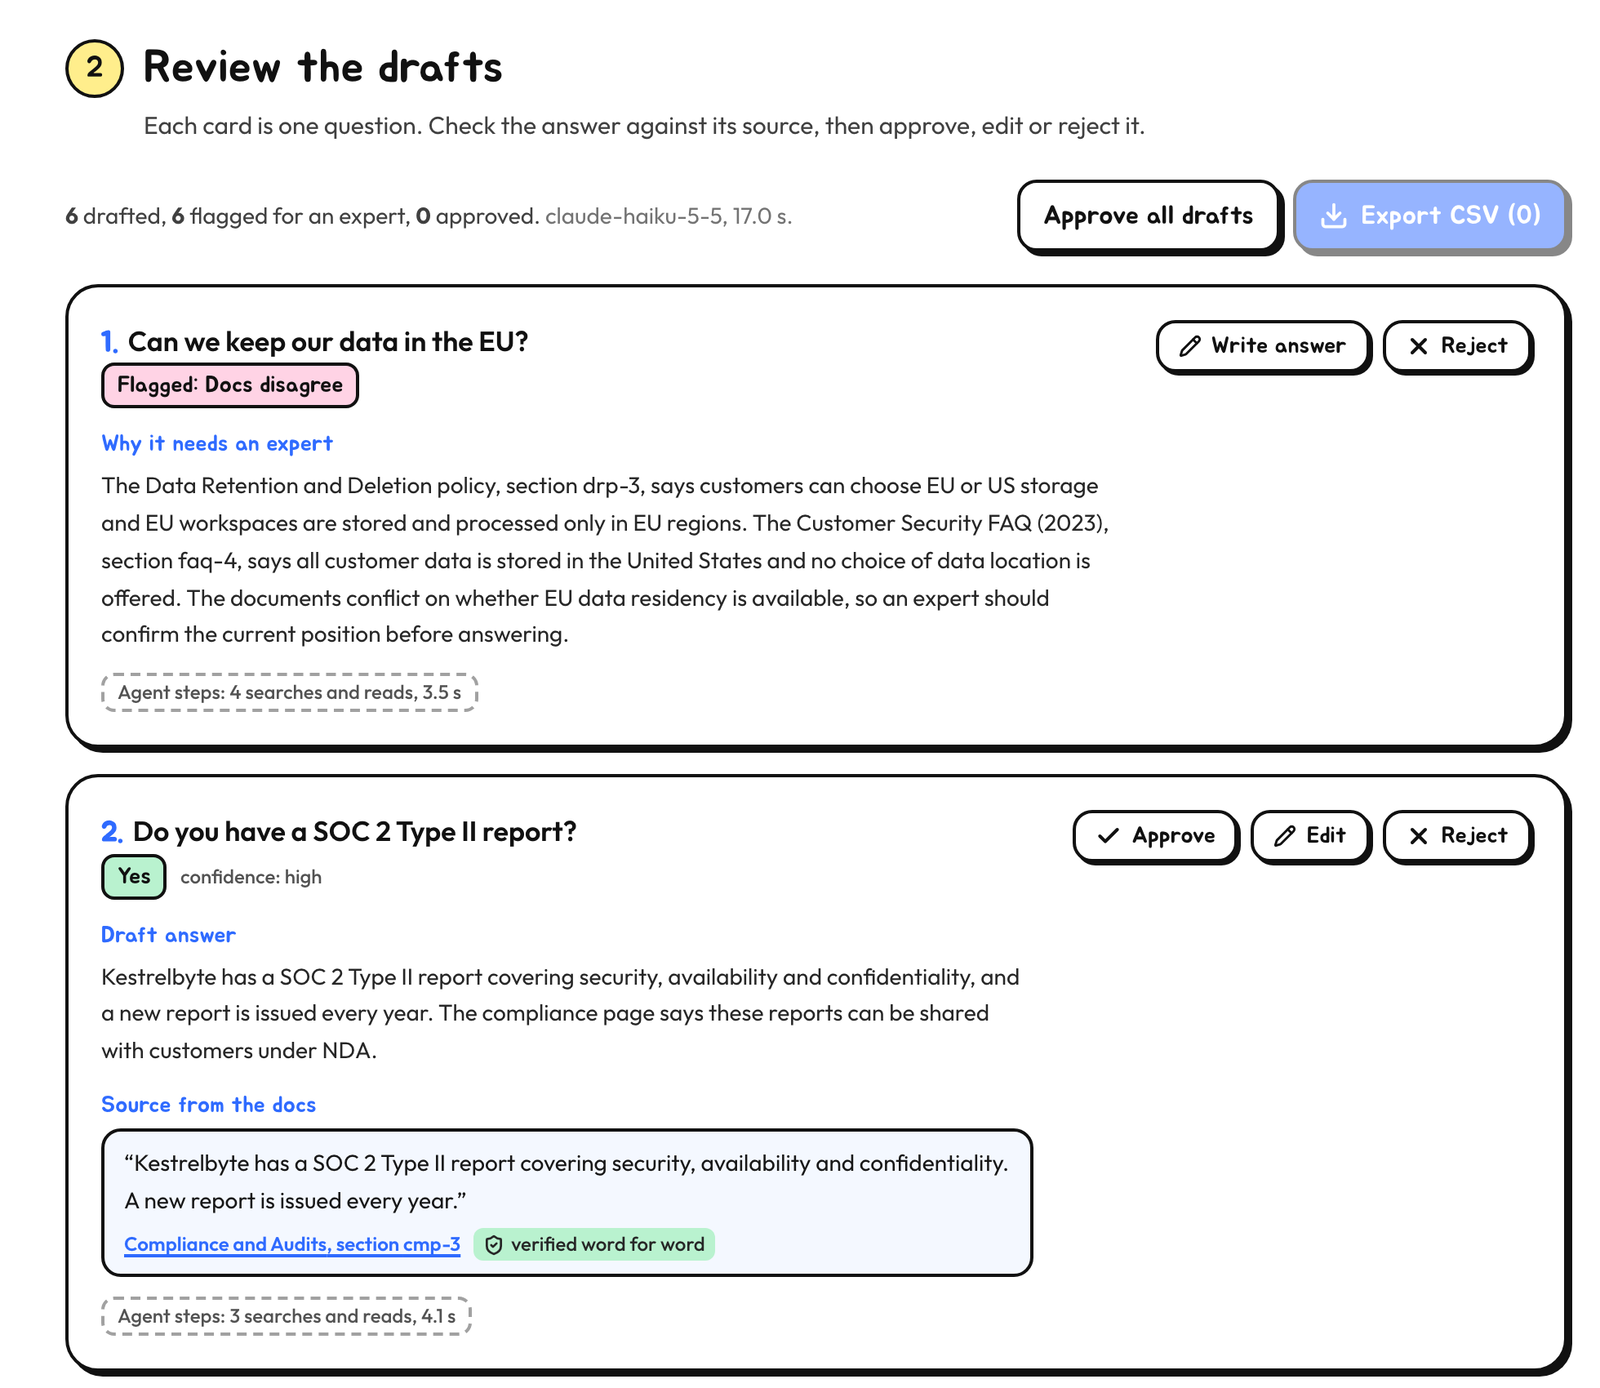 2 Review the drafts
Each card is one question. Check the answer against its source, then approve, edit or reject it.
6 drafted, 6 flagged for an expert, 0 approved. claude-haiku-5-5, 17.0 s.
Approve all drafts
Export CSV (0)
1. Can we keep our data in the EU?
Write answer
Reject
Flagged: Docs disagree
Why it needs an expert
The Data Retention and Deletion policy, section drp-3, says customers can choose EU or US storage
and EU workspaces are stored and processed only in EU regions. The Customer Security FAQ (2023),
section faq-4, says all customer data is stored in the United States and no choice of data location is
offered. The documents conflict on whether EU data residency is available, so an expert should
confirm the current position before answering.
Agent steps: 4 searches and reads, 3.5 s
2. Do you have a SOC 2 Type II report?
Approve
Edit
Reject
Yes
confidence: high
Draft answer
Kestrelbyte has a SOC 2 Type II report covering security, availability and confidentiality, and
a new report is issued every year. The compliance page says these reports can be shared
with customers under NDA.
Source from the docs
“Kestrelbyte has a SOC 2 Type II report covering security, availability and confidentiality.
A new report is issued every year.”
Compliance and Audits, section cmp-3
verified word for word
Agent steps: 3 searches and reads, 4.1 s